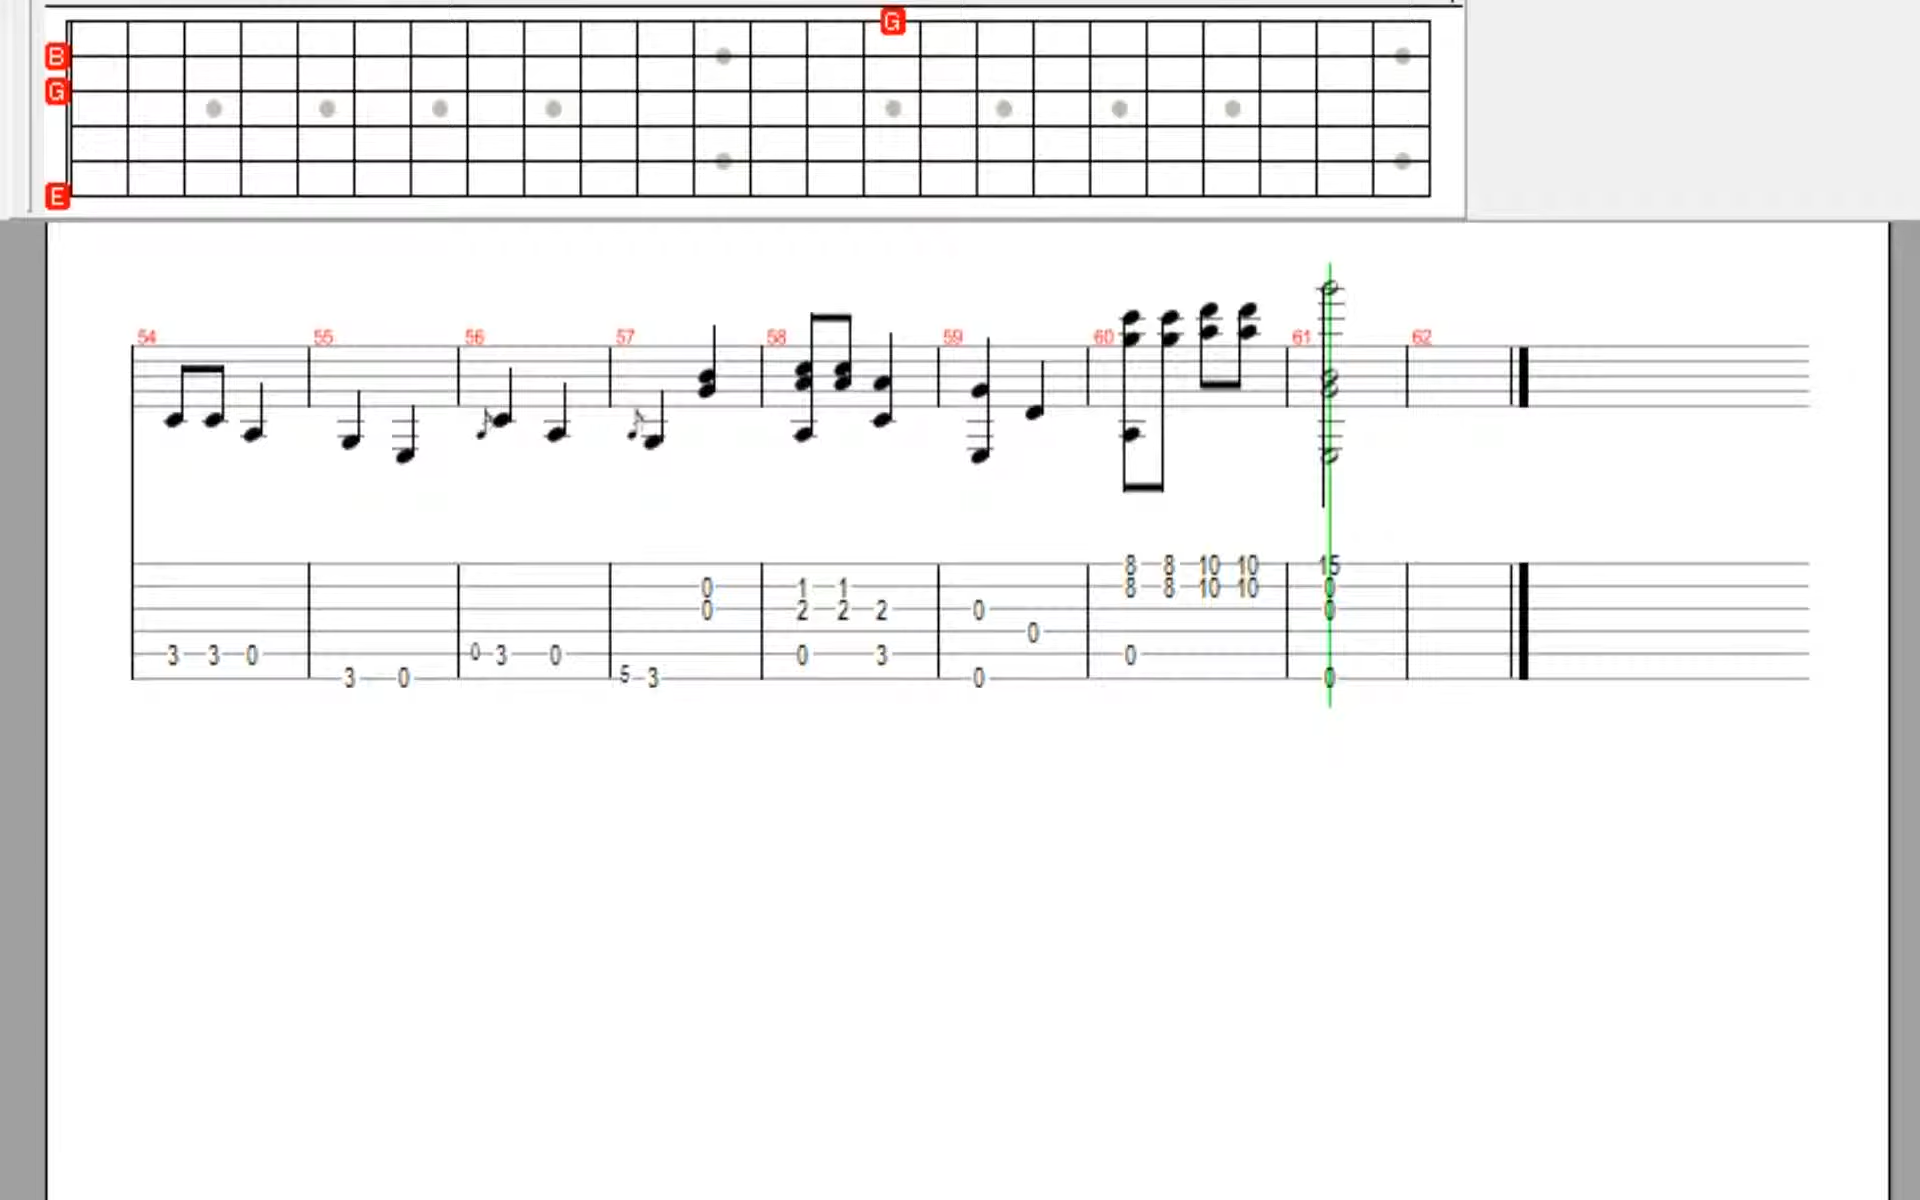 G
B
G
E
54 55 56 57 58 59 60 61 62
8 8 10 10 15
0 1 1 8 8 10 10 0
0 2 2 2 0 0
0
3 3 0 0 3 0 0 3 0
3 0 5 3 0 0